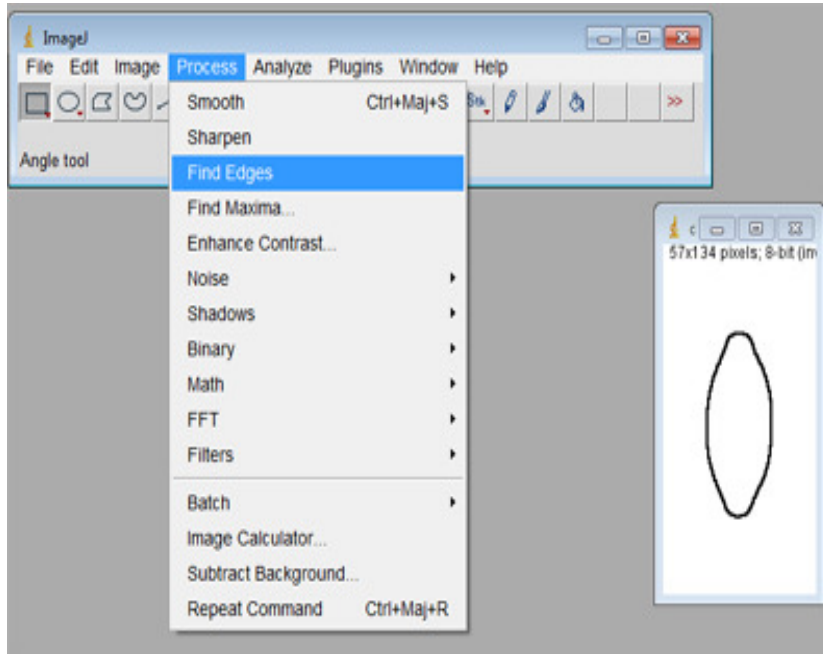 ImageJ
File Edit Image Process Analyze Plugins Window Help
Stk
>>
Angle tool
Smooth Ctrl+Maj+S
Sharpen
Find Edges
Find Maxima...
Enhance Contrast...
Noise
Shadows
Binary
Math
FFT
Filters
Batch
Image Calculator...
Subtract Background...
Repeat Command Ctrl+Maj+R
c
57x134 pixels; 8-bit (inv